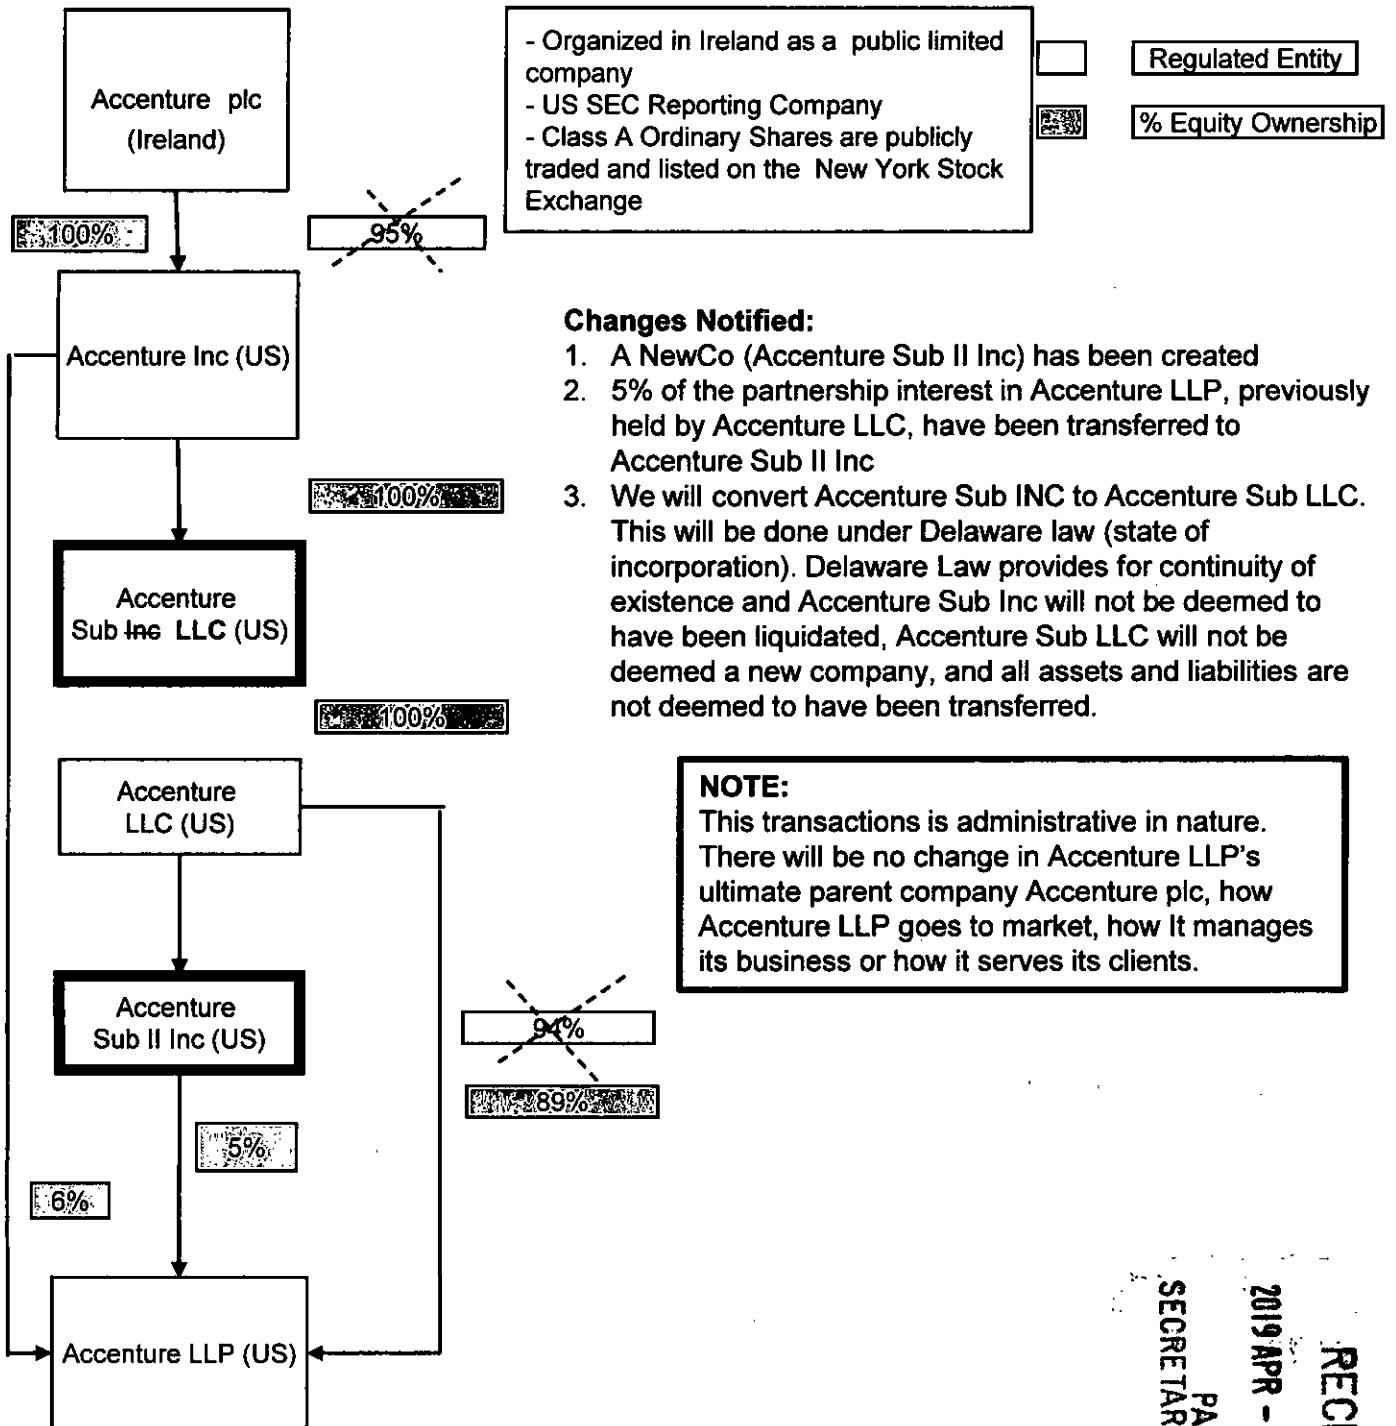 Accenture plc
(Ireland)
- Organized in Ireland as a public limited
company
- US SEC Reporting Company
- Class A Ordinary Shares are publicly
traded and listed on the New York Stock
Exchange
Regulated Entity
% Equity Ownership
100%
95%
Accenture Inc (US)
Changes Notified:
1. A NewCo (Accenture Sub II Inc) has been created
2. 5% of the partnership interest in Accenture LLP, previously
held by Accenture LLC, have been transferred to
Accenture Sub II Inc
3. We will convert Accenture Sub INC to Accenture Sub LLC.
This will be done under Delaware law (state of
incorporation). Delaware Law provides for continuity of
existence and Accenture Sub Inc will not be deemed to
have been liquidated, Accenture Sub LLC will not be
deemed a new company, and all assets and liabilities are
not deemed to have been transferred.
100%
Accenture
Sub Inc LLC (US)
100%
Accenture
LLC (US)
NOTE:
This transactions is administrative in nature.
There will be no change in Accenture LLP's
ultimate parent company Accenture plc, how
Accenture LLP goes to market, how It manages
its business or how it serves its clients.
Accenture
Sub II Inc (US)
94%
89%
5%
6%
Accenture LLP (US)
2019 APR -